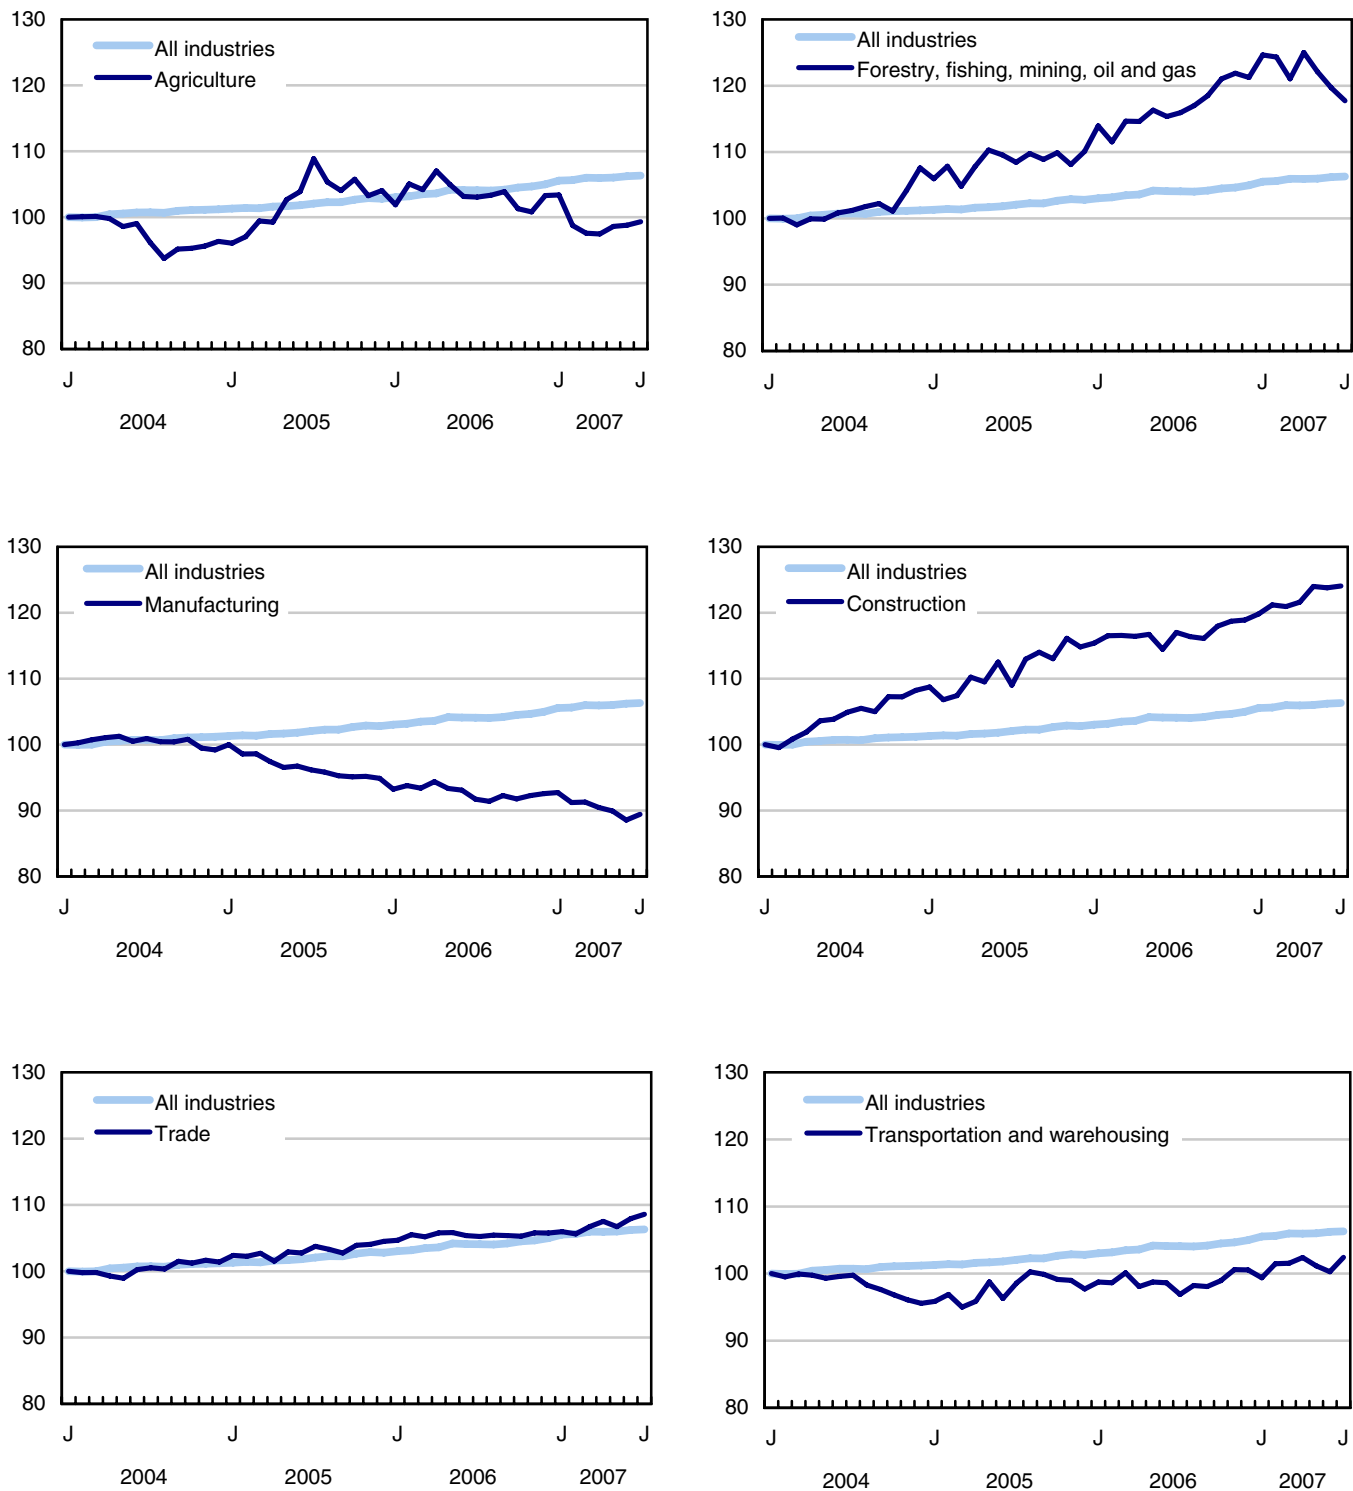 130
120
110
100
90
80
All industries
Agriculture
J J J J J
2004 2005 2006 2007
130
120
110
100
90
80
All industries
Forestry, fishing, mining, oil and gas
J J J J J
2004 2005 2006 2007
130
120
110
100
90
80
All industries
Manufacturing
J J J J J
2004 2005 2006 2007
130
120
110
100
90
80
All industries
Construction
J J J J J
2004 2005 2006 2007
130
120
110
100
90
80
All industries
Trade
J J J J J
2004 2005 2006 2007
130
120
110
100
90
80
All industries
Transportation and warehousing
J J J J J
2004 2005 2006 2007